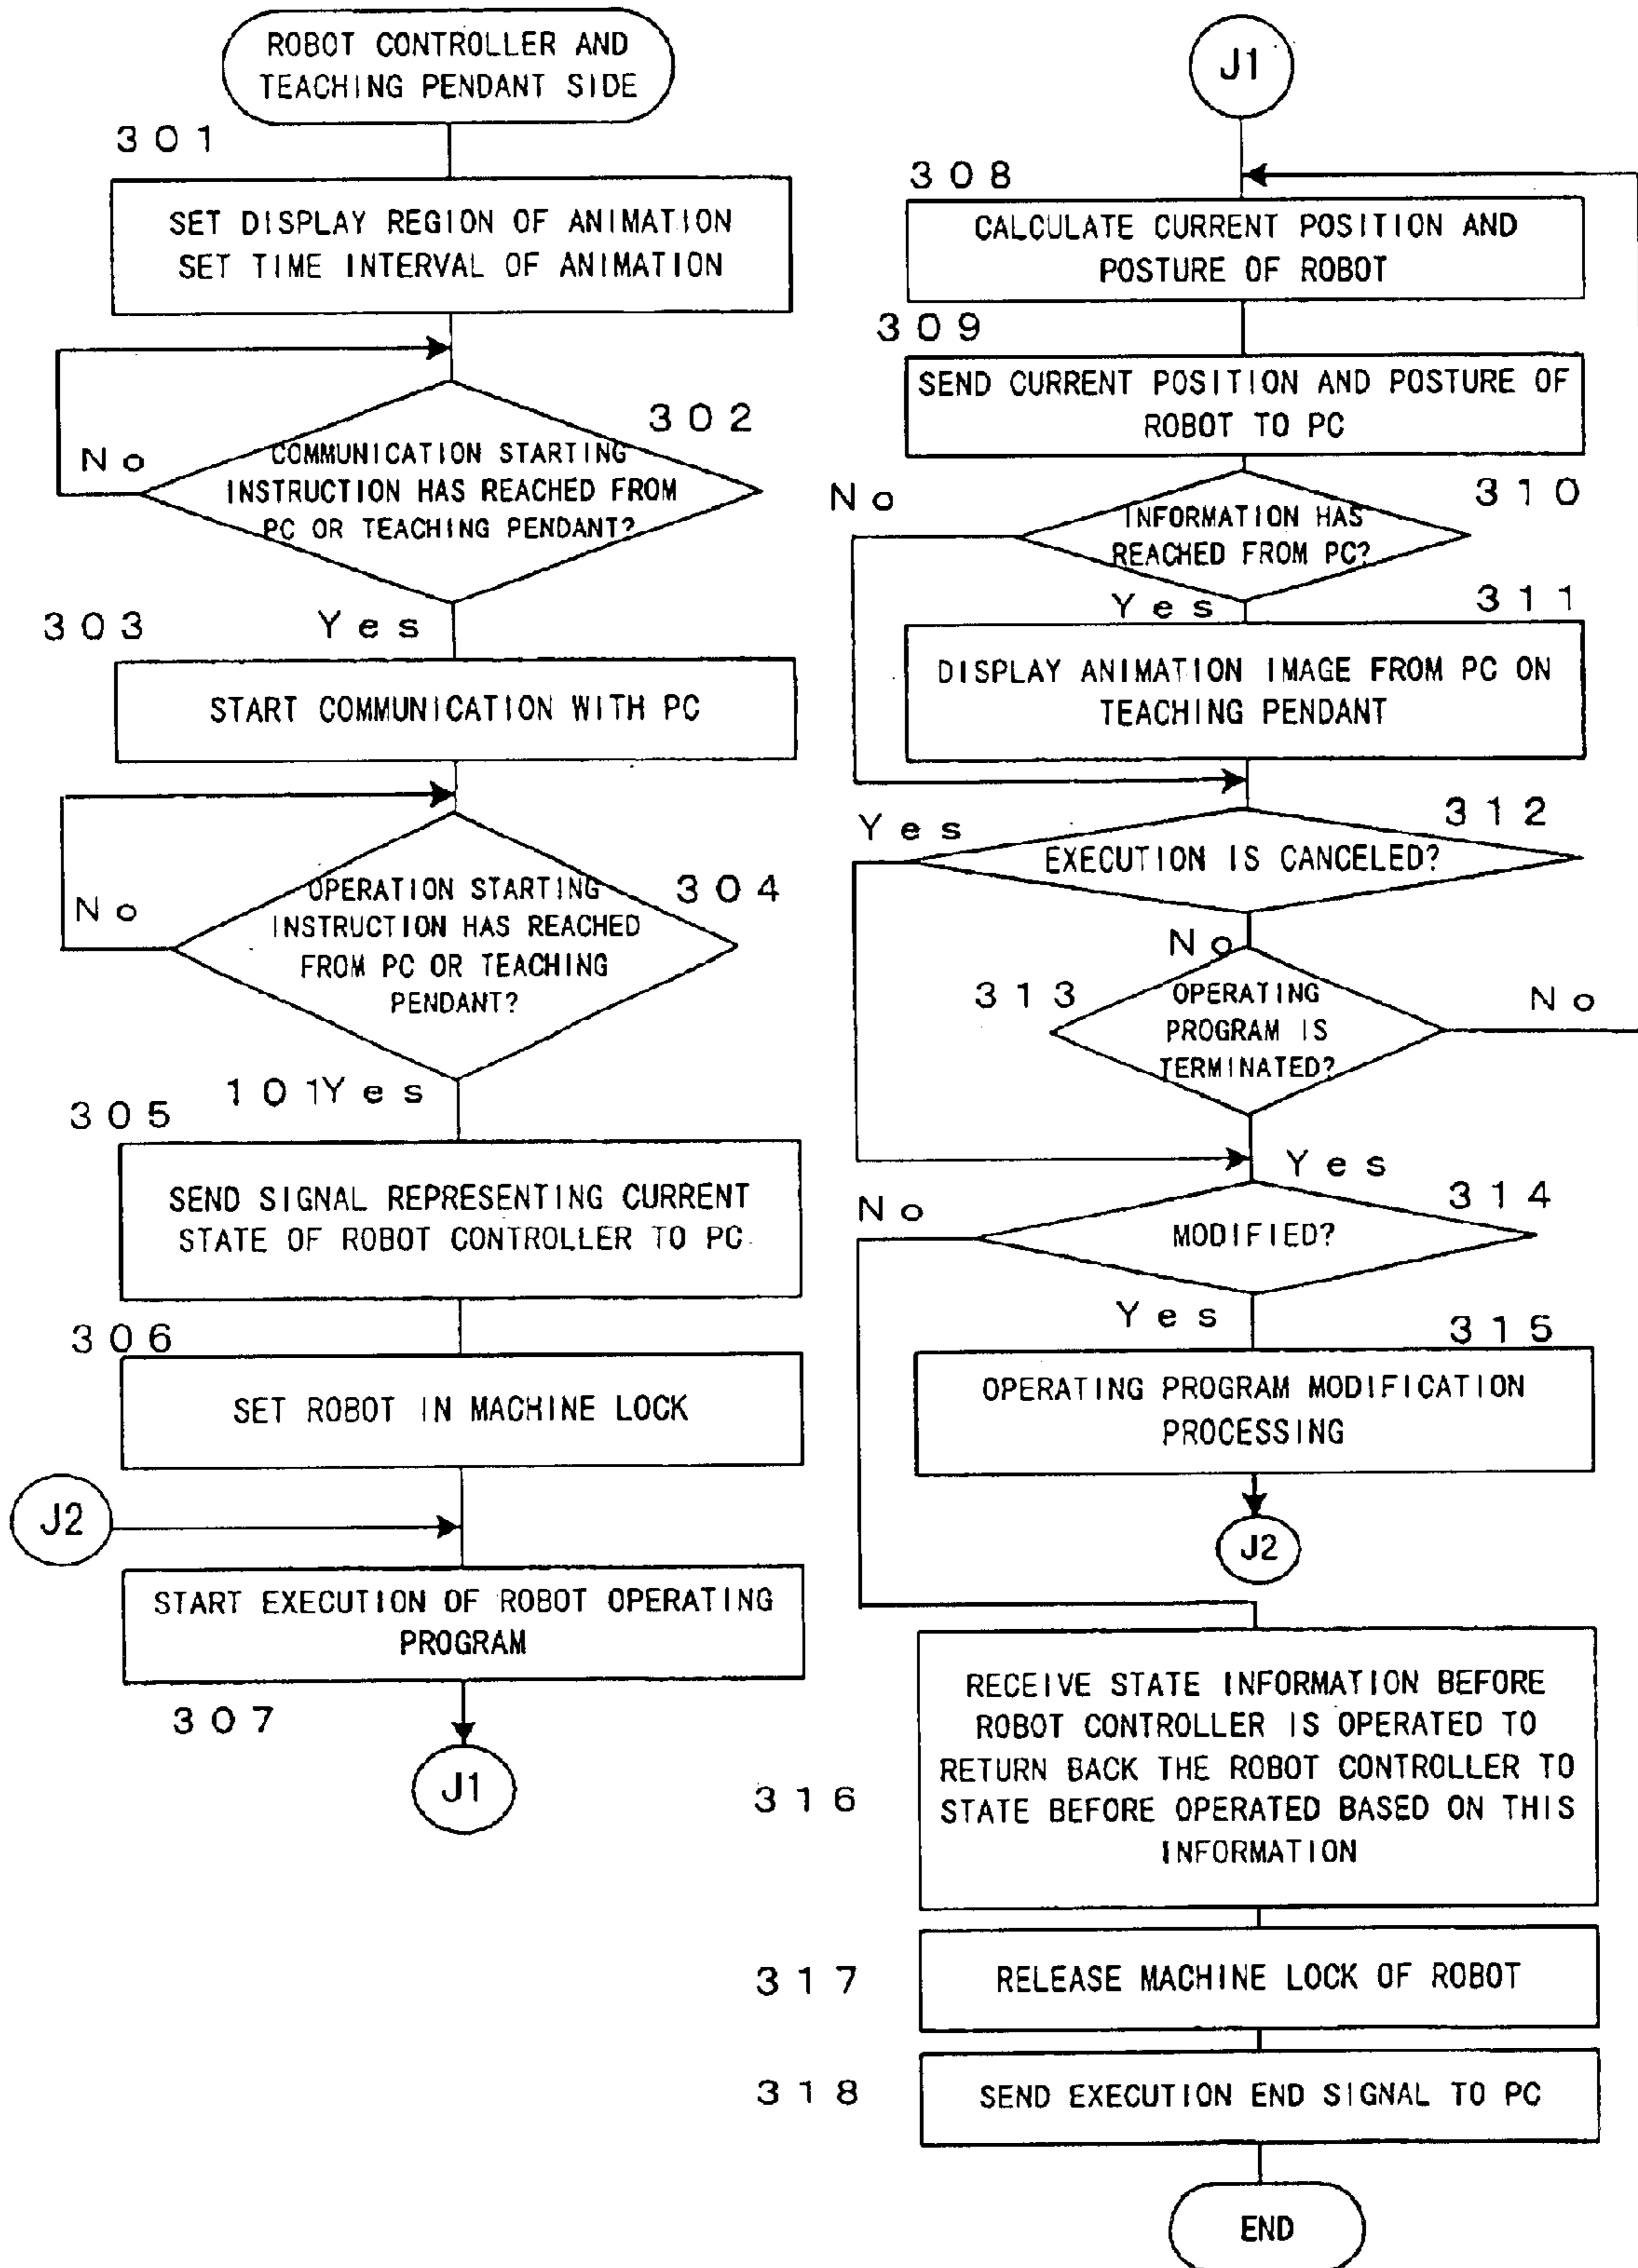 ROBOT CONTROLLER AND
TEACHING PENDANT SIDE
301
SET DISPLAY REGION OF ANIMATION
SET TIME INTERVAL OF ANIMATION
302
No
COMMUNICATION STARTING
INSTRUCTION HAS REACHED FROM
PC OR TEACHING PENDANT?
303
Yes
START COMMUNICATION WITH PC
304
No
OPERATION STARTING
INSTRUCTION HAS REACHED
FROM PC OR TEACHING
PENDANT?
101Yes
305
SEND SIGNAL REPRESENTING CURRENT
STATE OF ROBOT CONTROLLER TO PC
306
SET ROBOT IN MACHINE LOCK
J2
START EXECUTION OF ROBOT OPERATING
PROGRAM
307
J1
J1
308
CALCULATE CURRENT POSITION AND
POSTURE OF ROBOT
309
SEND CURRENT POSITION AND POSTURE OF
ROBOT TO PC
No
310
INFORMATION HAS
REACHED FROM PC?
Yes
311
DISPLAY ANIMATION IMAGE FROM PC ON
TEACHING PENDANT
312
Yes
EXECUTION IS CANCELED?
No
313
OPERATING
PROGRAM IS
TERMINATED?
No
Yes
314
No
MODIFIED?
Yes
315
OPERATING PROGRAM MODIFICATION
PROCESSING
J2
RECEIVE STATE INFORMATION BEFORE
ROBOT CONTROLLER IS OPERATED TO
RETURN BACK THE ROBOT CONTROLLER TO
STATE BEFORE OPERATED BASED ON THIS
INFORMATION
316
317
RELEASE MACHINE LOCK OF ROBOT
318
SEND EXECUTION END SIGNAL TO PC
END